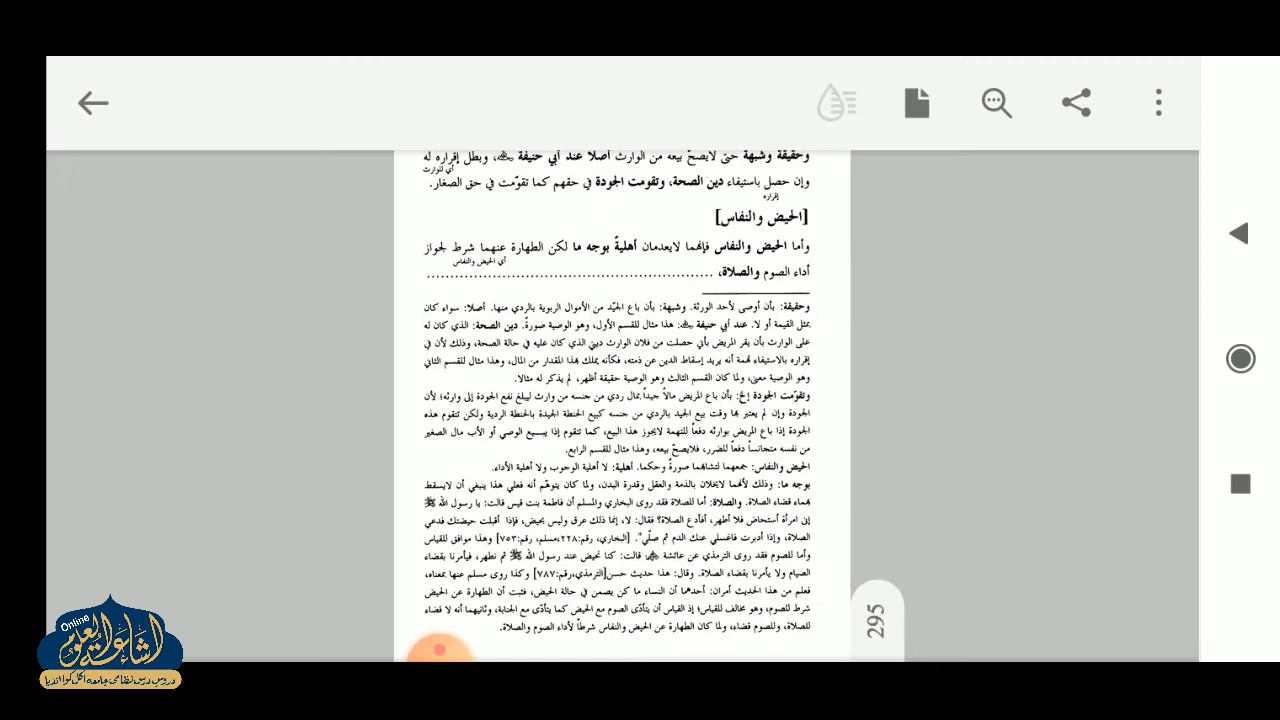 وحقيقة وشبهة حتى لايصحّ بيعه من الوارث أصلا عند أبي حنيفة ﷺ، وبطل إقراره له
أي للوارث
وإن حصل باستيفاء دين الصحة، وتقومت الجودة في حقهم كما تقوّمت في حق الصغار.
إقراره
[الحيض والنفاس]
وأما الحيض والنفاس فإنهما لايعدمان أهليةً بوجه ما لكن الطهارة عنهما شرط لجواز
أي الحيض والنفاس
أداء الصوم والصلاة، ............................................................
وحقيقة: بأن أوصى لأحد الورثة. وشبهة: بأن باع الجيّد من الأموال الربوية بالردي منها. أصلا: سواء كان
بمثل القيمة أو لا. عند أبي حنيفة: هذا مثال للقسم الأول، وهو الوصية صورةً. دين الصحة: الذي كان له
على الوارث بأن يقر المريض بأني حصلت من فلان الوارث ديني الذي كان عليه في حالة الصحة، وذلك لأن في
إقراره بالاستيفاء تهمة أنه يريد إسقاط الدين عن ذمته، فكأنه يملك بهذا المقدار من المال، وهذا مثال للقسم الثاني
وهو الوصية معنى، ولما كان القسم الثالث وهو الوصية حقيقة أظهر، لم يذكر له مثالا.
وتقوّمت الجودة إلخ: بأن باع المريض مالاً جيداً بمال ردي من جنسه من وارث ليبلغ نفع الجودة إلى وارثه؛ لأن
الجودة وإن لم يعتبر بها وقت بيع الجيد بالردي من جنسه كبيع الحنطة الجيدة بالحنطة الردية ولكن تتقوم هذه
الجودة إذا باع المريض بوارثه دفعاً للتهمة لايجوز هذا البيع، كما تتقوم إذا يبيع الوصي أو الأب مال الصغير
من نفسه متجانساً دفعاً للضرر، فلايصحّ بيعه، وهذا مثال للقسم الرابع.
الحيض والنفاس: جمعهما لتشابهما صورةً وحكما. أهلية: لا أهلية الوجوب ولا أهلية الأداء.
بوجه ما: وذلك لأنهما لايخلان بالذمة والعقل وقدرة البدن، ولما كان يتوهّم أنه فعلي هذا ينبغي أن لايسقط
بهماء قضاء الصلاة. والصلاة: أما للصلاة فقد روى البخاري والمسلم أن فاطمة بنت قيس قالت: يا رسول الله ﷺ
إني امرأة أستحاض فلا أطهر، أفأدع الصلاة؟ فقال: لا، إنما ذلك عرق وليس بحيض، فإذا أقبلت حيضتك فدعي
الصلاة، وإذا أدبرت فاغسلي عنك الدم ثم صلّي". [البخاري، رقم:٢٢٨،مسلم، رقم:٧٥٣] وهذا موافق للقياس
وأما للصوم فقد روى الترمذي عن عائشة قالت: كنا نحيض عند رسول الله ﷺ ثم نطهر، فيأمرنا بقضاء
الصيام ولا يأمرنا بقضاء الصلاة. وقال: هذا حديث حسن[الترمذي،رقم:٧٨٧] وكذا روى مسلم عنها بمعناه،
فعلم من هذا الحديث أمران: أحدهما أن النساء ما كن يصمن في حالة الحيض، فثبت أن الطهارة عن الحيض
شرط للصوم، وهو مخالف للقياس؛ إذ القياس أن يتأدّى الصوم مع الحيض كما يتأدّى مع الجنابة، وثانيهما أنه لا قضاء
للصلاة، وللصوم قضاء، ولما كان الطهارة عن الحيض والنفاس شرطاً لأداء الصوم والصلاة.
295
Online
اشاعة العلوم
دروس درس نظامی جامعہ اکل کوا انڈیا